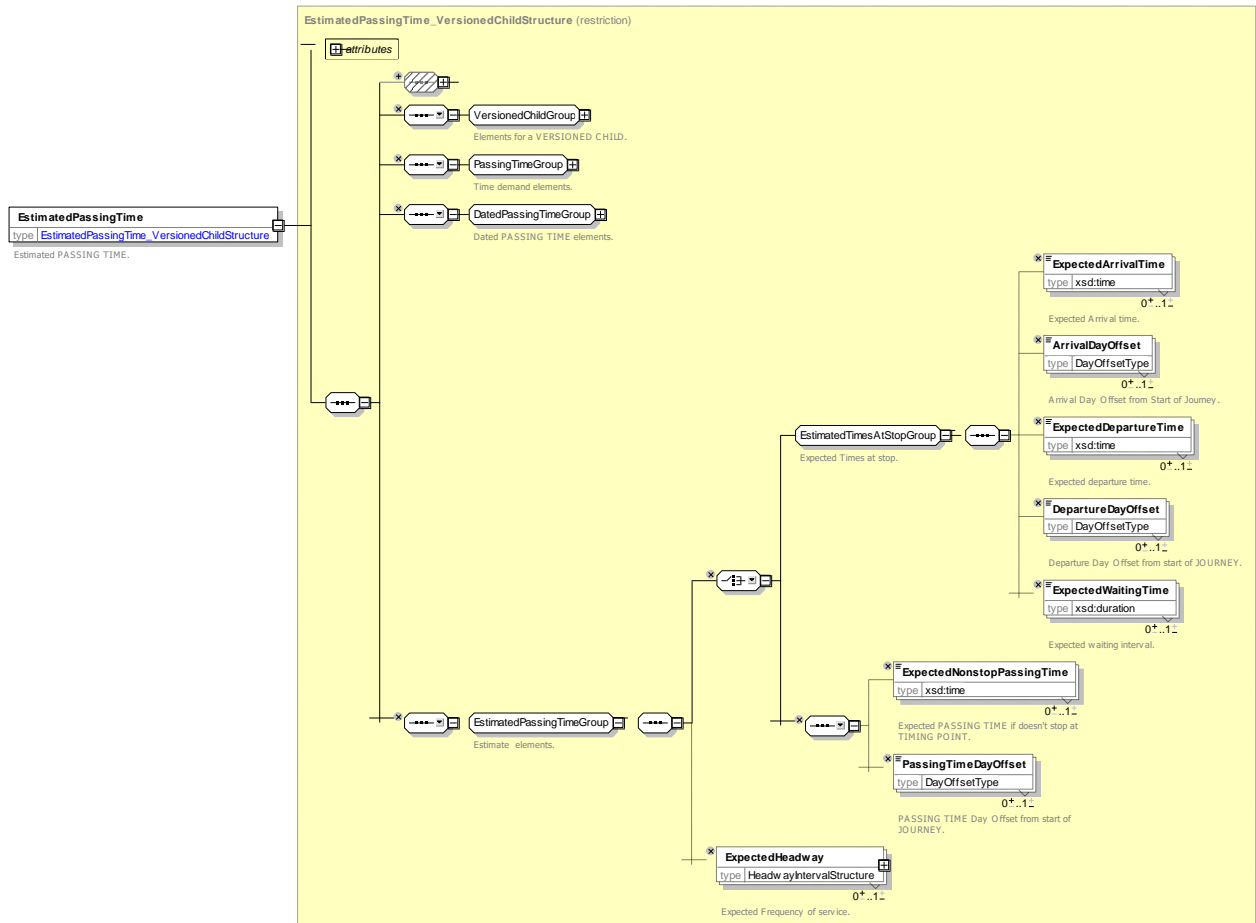 EstimatedPassingTime_VersionedChildStructure (restriction)
attributes
VersionedChildGroup
Elements for a VERSIONED CHILD.
PassingTimeGroup
Time demand elements.
DatedPassingTimeGroup
Dated PASSING TIME elements.
EstimatedPassingTime
type EstimatedPassingTime_VersionedChildStructure
Estimated PASSING TIME.
ExpectedArrivalTime
type xsd:time
0..1
Expected Arrival time.
ArrivalDayOffset
type DayOffsetType
0..1
Arrival Day Offset from Start of Journey.
EstimatedTimesAtStopGroup
Expected Times at stop.
ExpectedDepartureTime
type xsd:time
0..1
Expected departure time.
DepartureDayOffset
type DayOffsetType
0..1
Departure Day Offset from start of JOURNEY.
ExpectedWaitingTime
type xsd:duration
0..1
Expected waiting interval.
ExpectedNonstopPassingTime
type xsd:time
0..1
Expected PASSING TIME if doesn't stop at
TIMING POINT.
EstimatedPassingTimeGroup
Estimate elements.
PassingTimeDayOffset
type DayOffsetType
0..1
PASSING TIME Day Offset from start of
JOURNEY.
ExpectedHeadway
type HeadwayIntervalStructure
0..1
Expected Frequency of service.